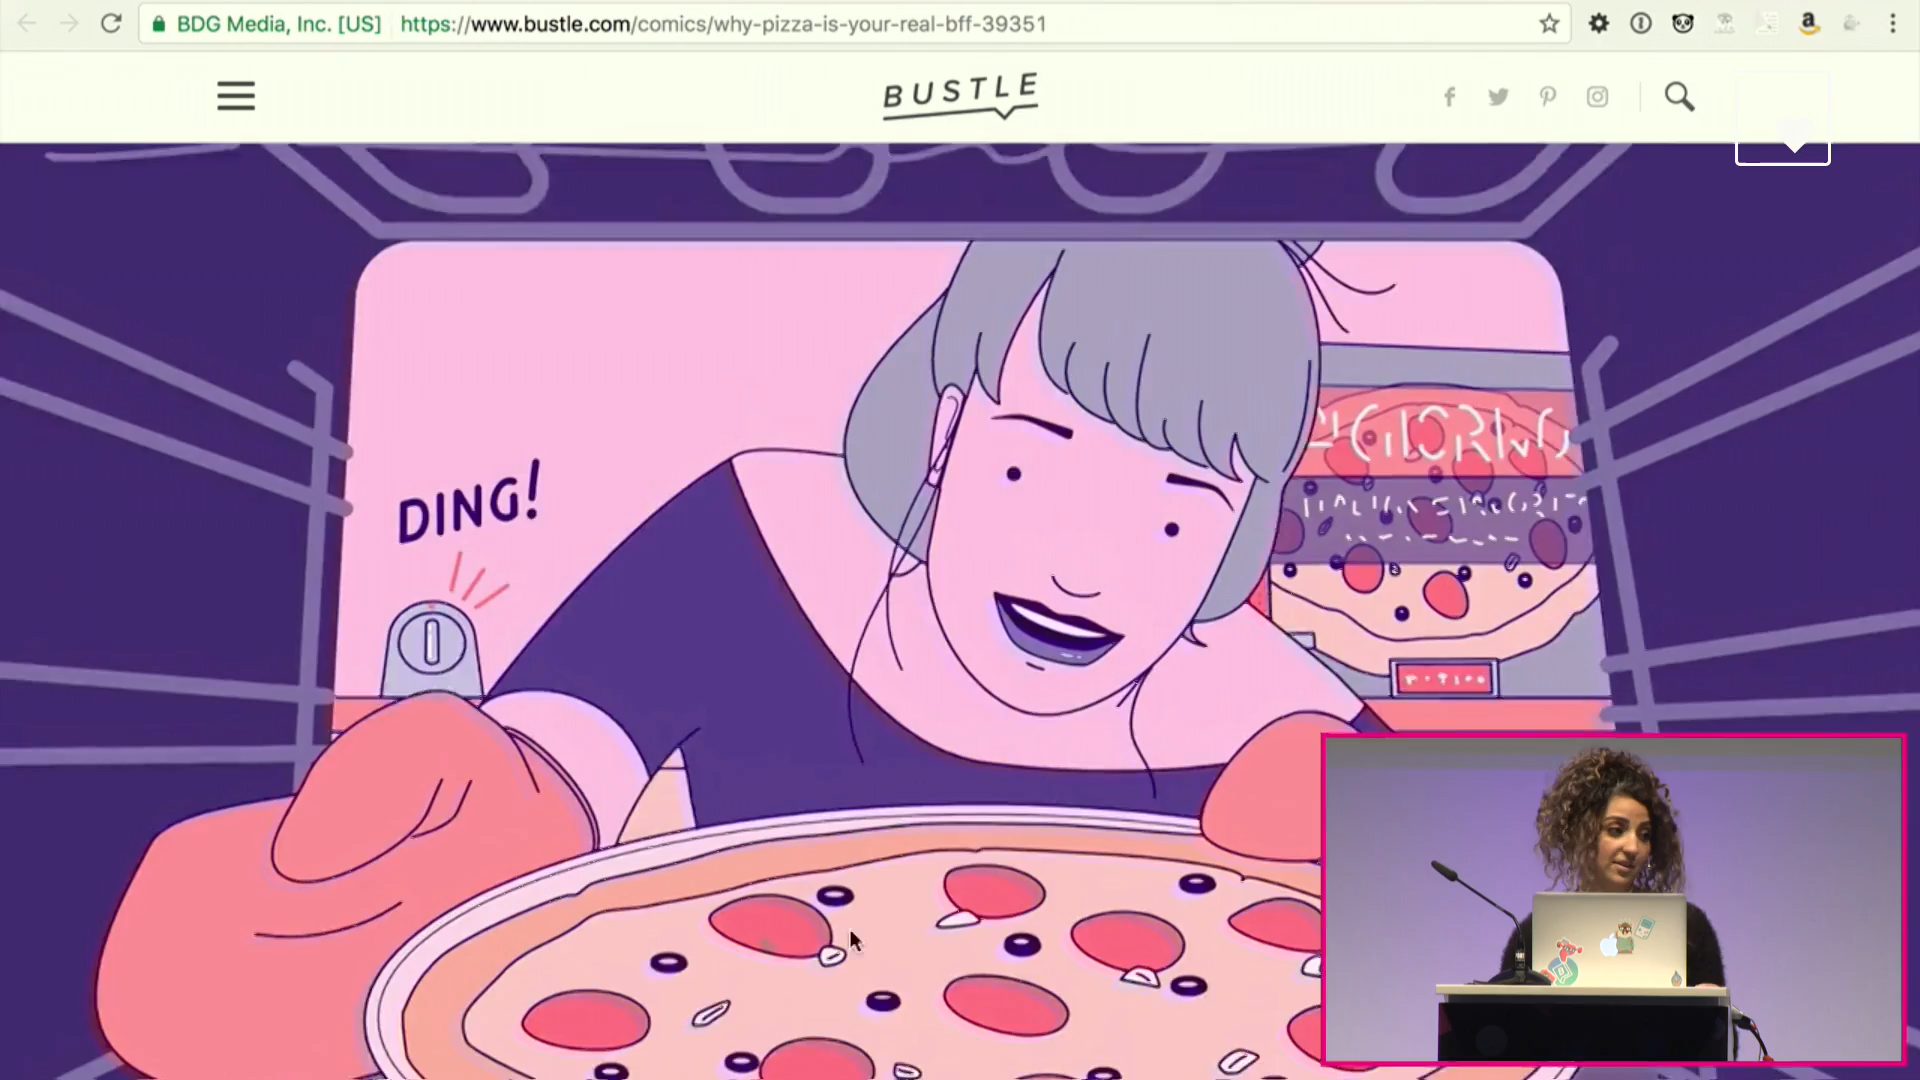 BDG Media, Inc. [US]
https://www.bustle.com/comics/why-pizza-is-your-real-bff-39351
BUSTLE
DING!